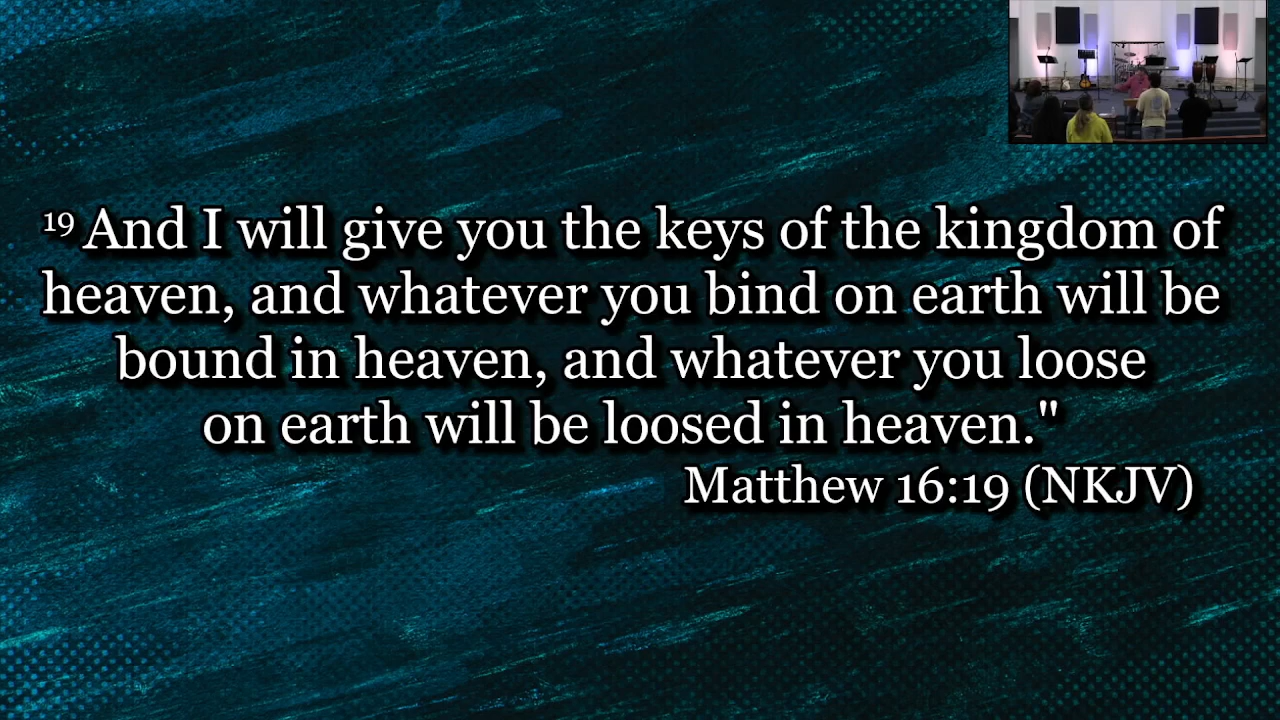 19 And I will give you the keys of the kingdom of
heaven, and whatever you bind on earth will be
bound in heaven, and whatever you loose
on earth will be loosed in heaven."
Matthew 16:19 (NKJV)